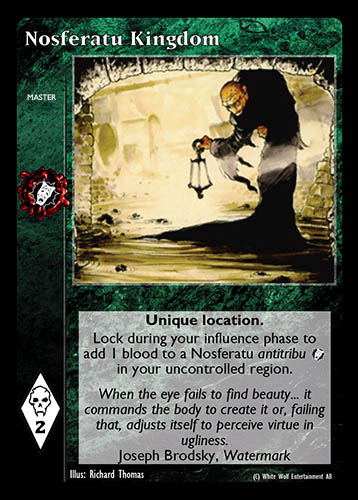 Nosferatu Kingdom
MASTER
Unique location.
Lock during your influence phase to
add 1 blood to a Nosferatu antitribu
in your uncontrolled region.
When the eye fails to find beauty... it
commands the body to create it or, failing
that, adjusts itself to perceive virtue in
ugliness.
Joseph Brodsky, Watermark
2
Illus: Richard Thomas
(C) White Wolf Entertainment AB